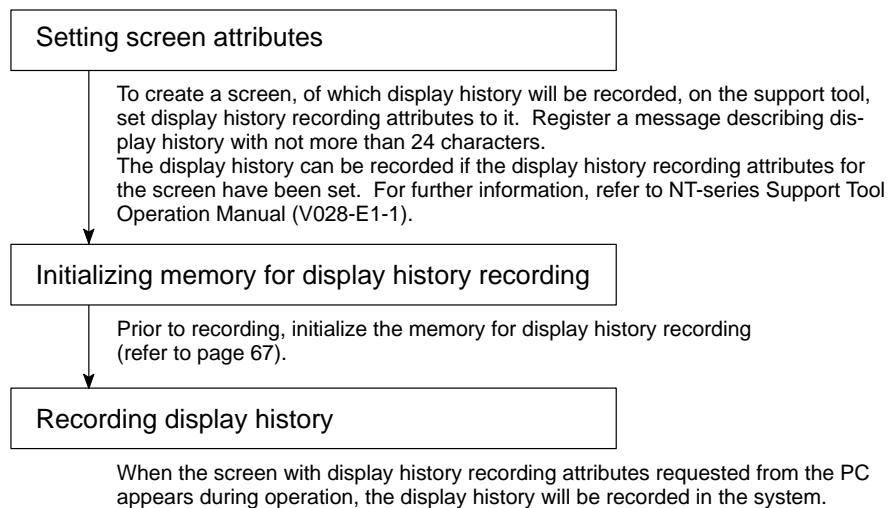 Setting screen attributes
To create a screen, of which display history will be recorded, on the support tool,
set display history recording attributes to it.  Register a message describing dis-
play history with not more than 24 characters.
The display history can be recorded if the display history recording attributes for
the screen have been set.  For further information, refer to NT-series Support Tool
Operation Manual (V028-E1-1).
Initializing memory for display history recording
Prior to recording, initialize the memory for display history recording
(refer to page 67).
Recording display history
When the screen with display history recording attributes requested from the PC
appears during operation, the display history will be recorded in the system.